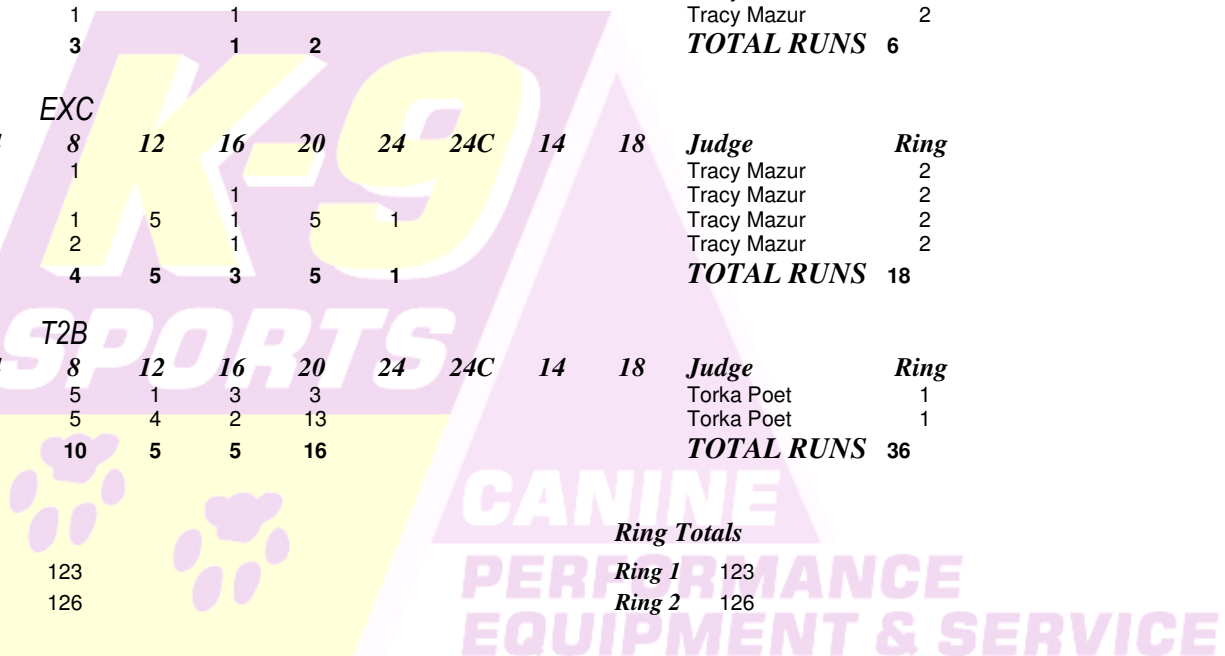 1 1 Tracy Mazur 2
3 1 2 TOTAL RUNS 6
EXC
8 12 16 20 24 24C 14 18 Judge Ring
1 Tracy Mazur 2
1 Tracy Mazur 2
1 5 1 5 1 Tracy Mazur 2
2 1 Tracy Mazur 2
4 5 3 5 1 TOTAL RUNS 18
T2B
8 12 16 20 24 24C 14 18 Judge Ring
5 1 3 3 Torka Poet 1
5 4 2 13 Torka Poet 1
10 5 5 16 TOTAL RUNS 36
Ring Totals
123 Ring 1 123
126 Ring 2 126
K-9
SPORTS
CANINE
PERFORMANCE
EQUIPMENT & SERVICE